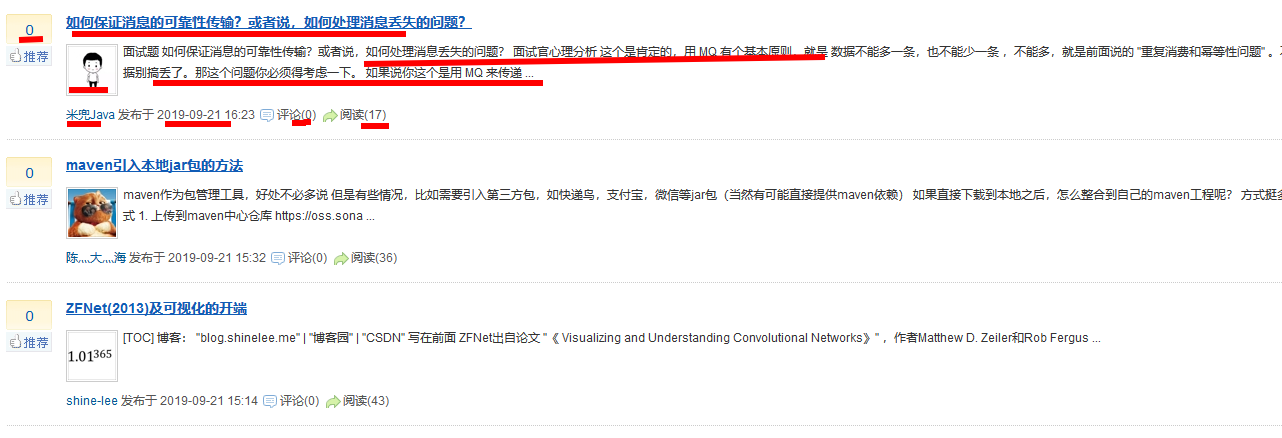 0
推荐
如何保证消息的可靠性传输？或者说，如何处理消息丢失的问题？
面试题 如何保证消息的可靠性传输？或者说，如何处理消息丢失的问题？ 面试官心理分析 这个是肯定的，用 MQ 有个基本原则，就是 数据不能多一条，也不能少一条 ，不能多，就是前面说的 "重复消费和幂等性问题" 。
据别搞丢了。那这个问题你必须得考虑一下。 如果说你这个是用 MQ 来传递 ...
米兜Java 发布于 2019-09-21 16:23 评论(0) 阅读(17)
0
推荐
maven引入本地jar包的方法
maven作为包管理工具，好处不必多说 但是有些情况，比如需要引入第三方包，如快递鸟，支付宝，微信等jar包（当然有可能直接提供maven依赖） 如果直接下载到本地之后，怎么整合到自己的maven工程呢？ 方式挺多
式 1. 上传到maven中心仓库 https://oss.sona ...
陈灬大灬海 发布于 2019-09-21 15:32 评论(0) 阅读(36)
0
推荐
ZFNet(2013)及可视化的开端
1.01365
[TOC] 博客： "blog.shinelee.me" | "博客园" | "CSDN" 写在前面 ZFNet出自论文 "《 Visualizing and Understanding Convolutional Networks》" ，作者Matthew D. Zeiler和Rob Fergus ...
shine-lee 发布于 2019-09-21 15:14 评论(0) 阅读(43)